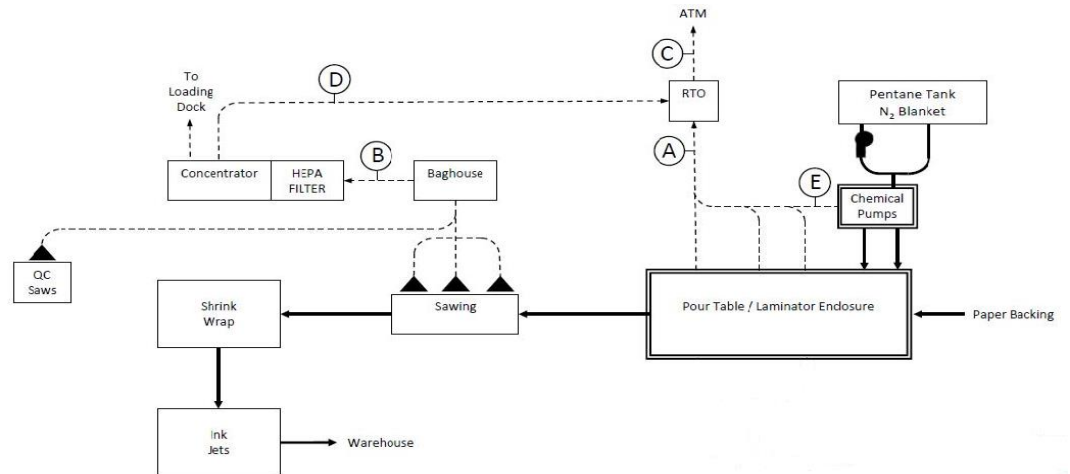 ATM
C
To
Loading
Dock
D
RTO
Pentane Tank
N₂ Blanket
A
B
Concentrator
HEPA
FILTER
Baghouse
E
Chemical
Pumps
QC
Saws
Shrink
Wrap
Sawing
Pour Table / Laminator Endosure
Paper Backing
Ink
Jets
Warehouse